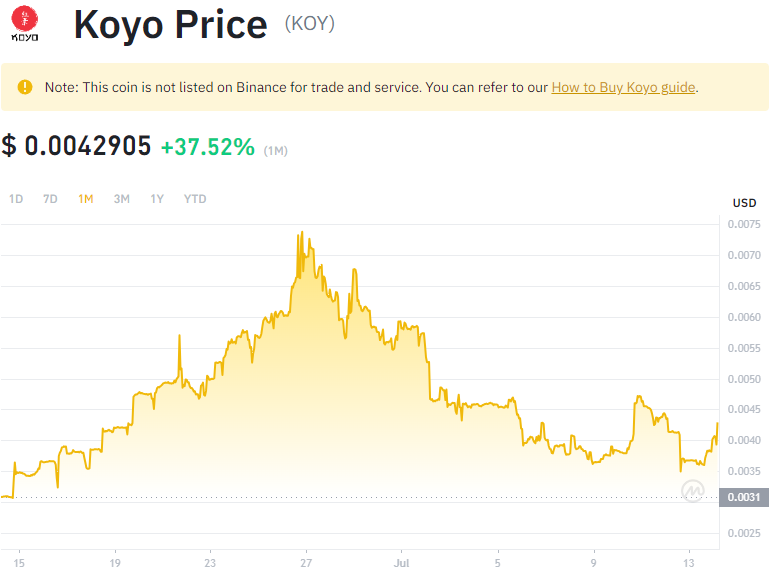 Koyo Price (KOY)
KOYO
Note: This coin is not listed on Binance for trade and service. You can refer to our How to Buy Koyo guide.
$ 0.0042905 +37.52% (1M)
1D 7D 1M 3M 1Y YTD
USD
0.0075
0.0070
0.0065
0.0060
0.0055
0.0050
0.0045
0.0040
0.0035
0.0031
0.0025
15 19 23 27 Jul 5 9 13